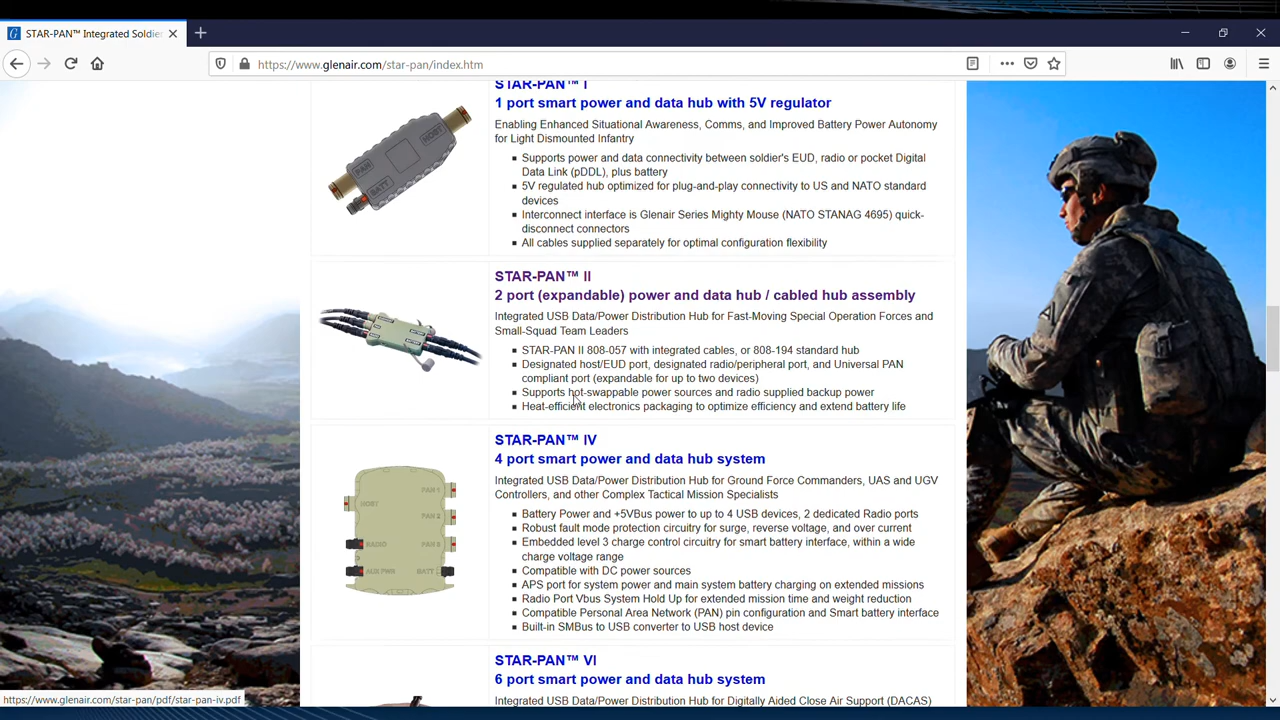 STAR-PAN™ Integrated Soldier
https://www.glenair.com/star-pan/index.htm
STAR-PAN™ I
1 port smart power and data hub with 5V regulator
Enabling Enhanced Situational Awareness, Comms, and Improved Battery Power Autonomy
for Light Dismounted Infantry
Supports power and data connectivity between soldier's EUD, radio or pocket Digital
Data Link (pDDL), plus battery
5V regulated hub optimized for plug-and-play connectivity to US and NATO standard
devices
Interconnect interface is Glenair Series Mighty Mouse (NATO STANAG 4695) quick-
disconnect connectors
All cables supplied separately for optimal configuration flexibility
HOST
PAN
BATT
STAR-PAN™ II
2 port (expandable) power and data hub / cabled hub assembly
Integrated USB Data/Power Distribution Hub for Fast-Moving Special Operation Forces and
Small-Squad Team Leaders
STAR-PAN II 808-057 with integrated cables, or 808-194 standard hub
Designated host/EUD port, designated radio/peripheral port, and Universal PAN
compliant port (expandable for up to two devices)
Supports hot-swappable power sources and radio supplied backup power
Heat-efficient electronics packaging to optimize efficiency and extend battery life
STAR-PAN™ IV
4 port smart power and data hub system
Integrated USB Data/Power Distribution Hub for Ground Force Commanders, UAS and UGV
Controllers, and other Complex Tactical Mission Specialists
Battery Power and +5VBus power to up to 4 USB devices, 2 dedicated Radio ports
Robust fault mode protection circuitry for surge, reverse voltage, and over current
Embedded level 3 charge control circuitry for smart battery interface, within a wide
charge voltage range
Compatible with DC power sources
APS port for system power and main system battery charging on extended missions
Radio Port Vbus System Hold Up for extended mission time and weight reduction
Compatible Personal Area Network (PAN) pin configuration and Smart battery interface
Built-in SMBus to USB converter to USB host device
PAN 1
HOST
PAN 2
RADIO
PAN 3
AUX PWR
BATT
STAR-PAN™ VI
6 port smart power and data hub system
Integrated USB Data/Power Distribution Hub for Digitally Aided Close Air Support (DACAS)
https://www.glenair.com/star-pan/pdf/star-pan-iv.pdf